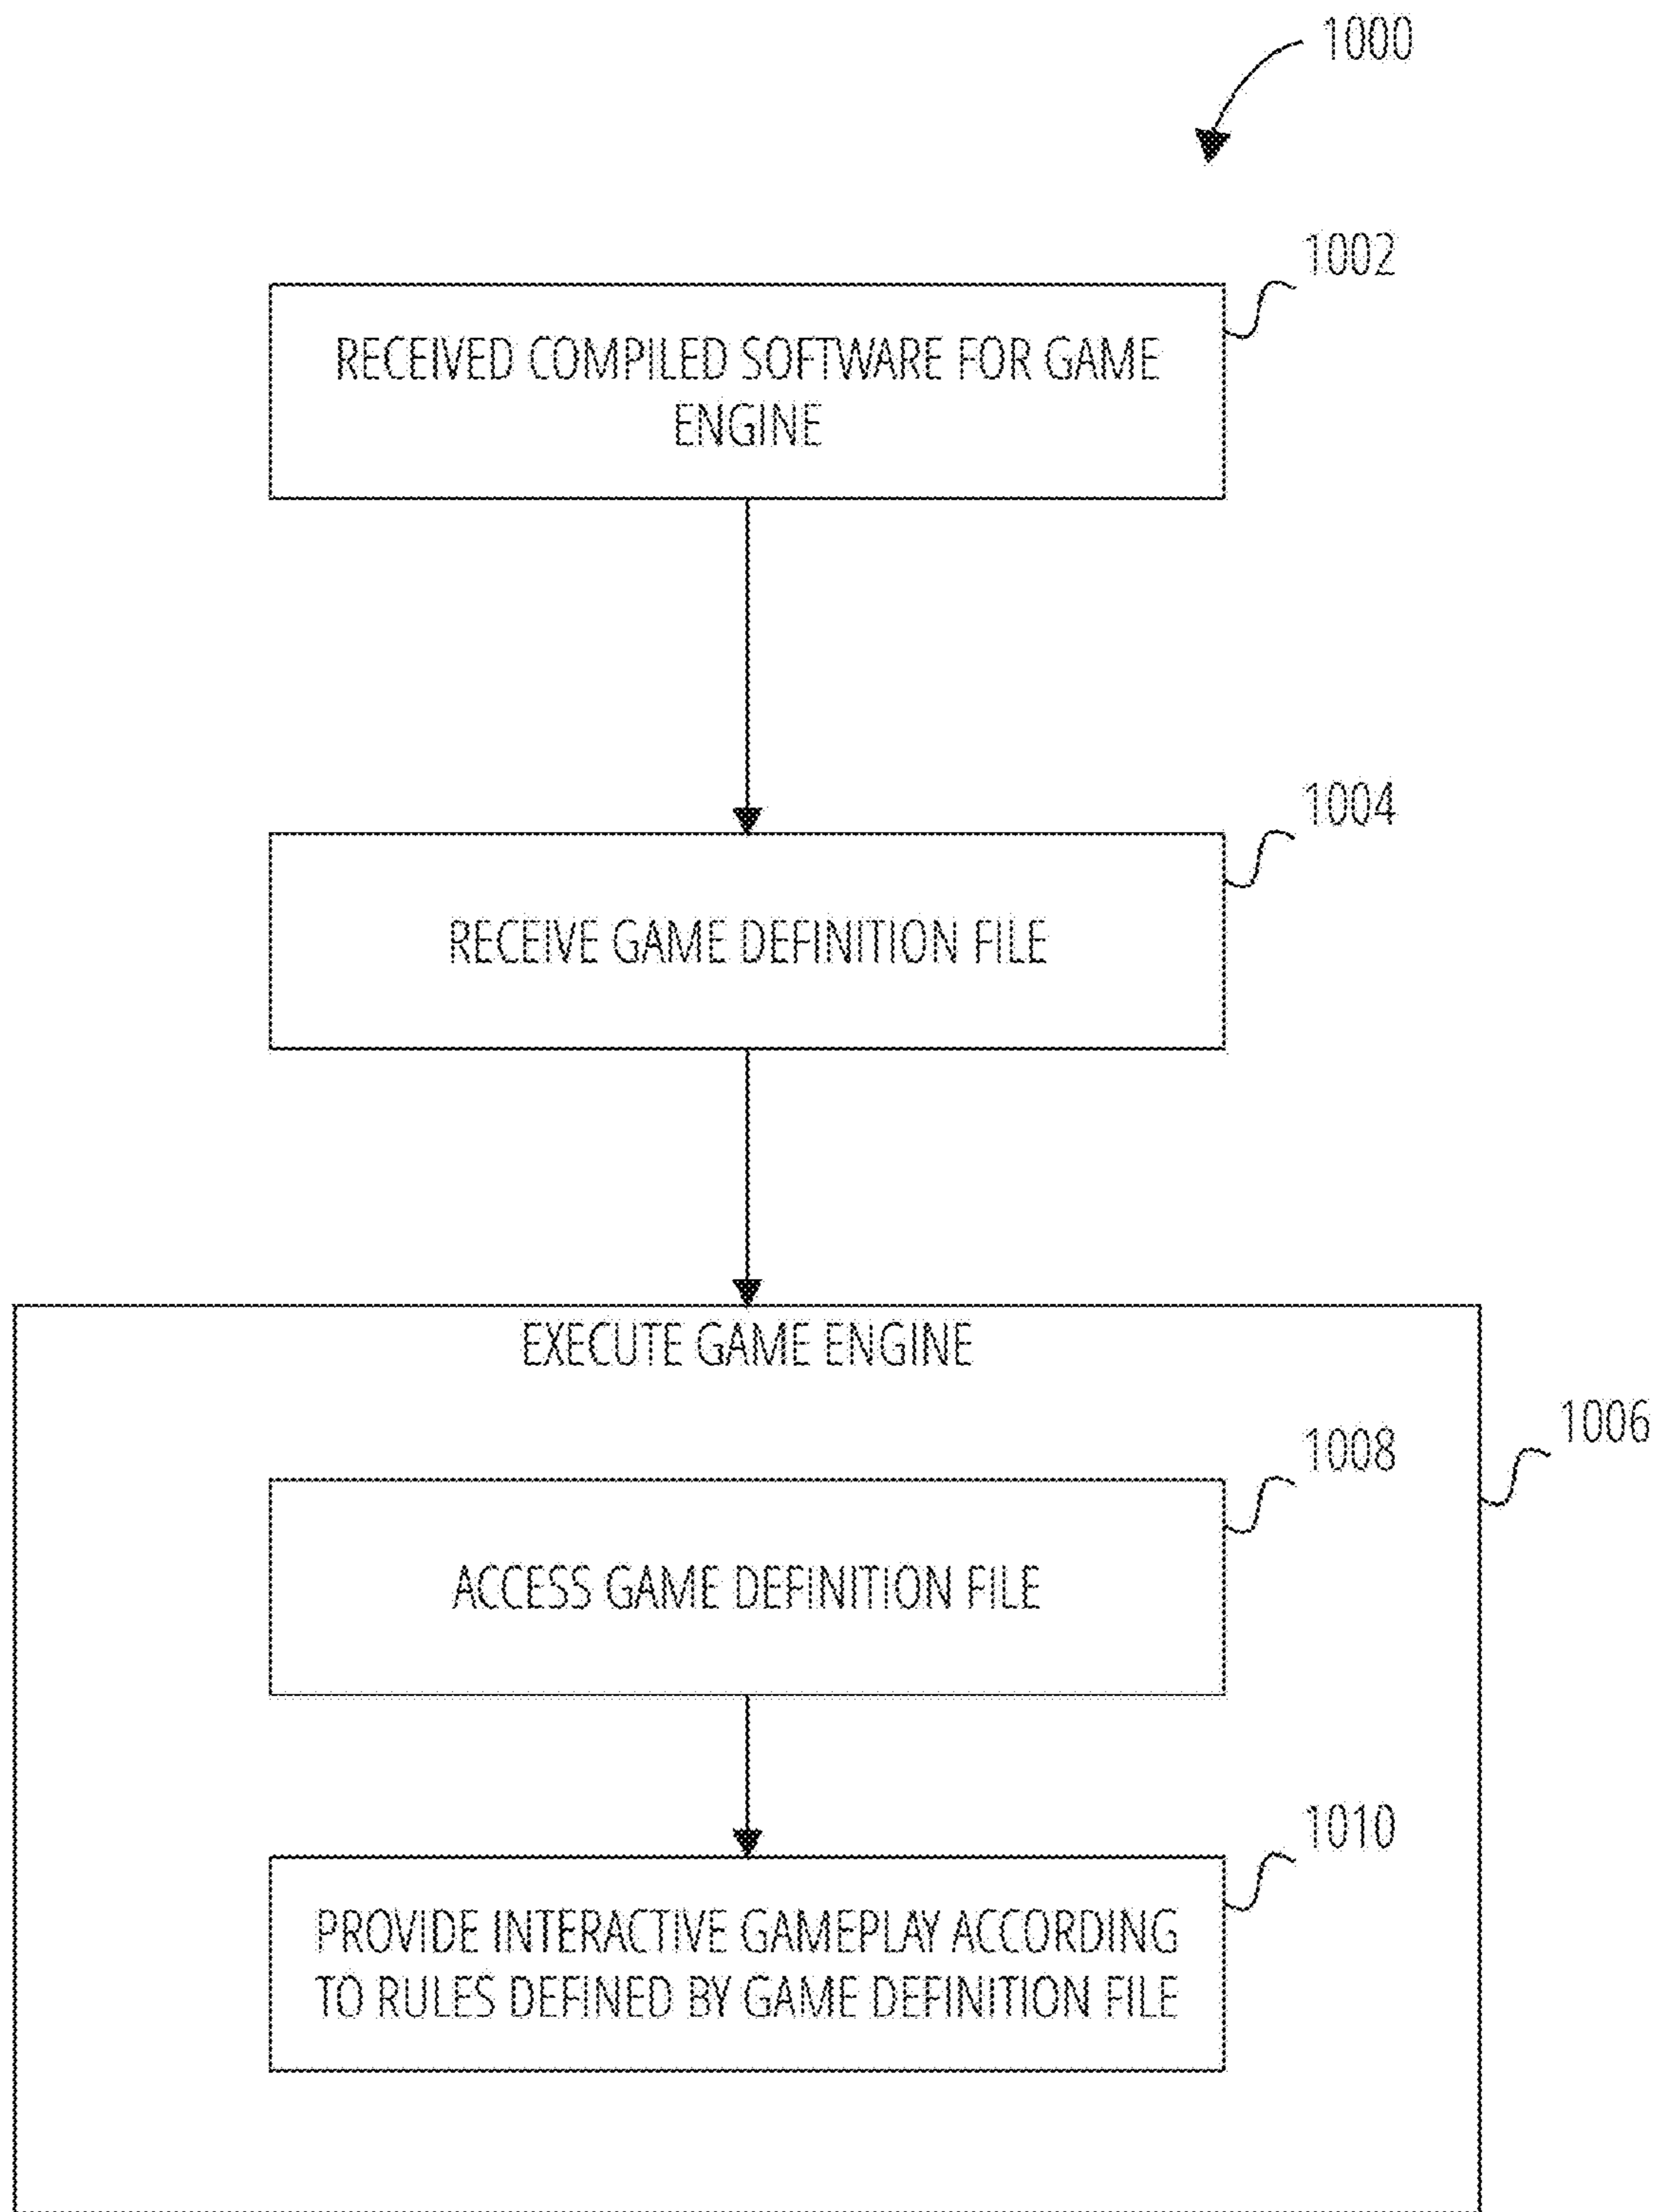 1000
1002
RECEIVED COMPILED SOFTWARE FOR GAME
ENGINE
1004
RECEIVE GAME DEFINITION FILE
EXECUTE GAME ENGINE
1006
1008
ACCESS GAME DEFINITION FILE
1010
PROVIDE INTERACTIVE GAMEPLAY ACCORDING
TO RULES DEFINED BY GAME DEFINITION FILE